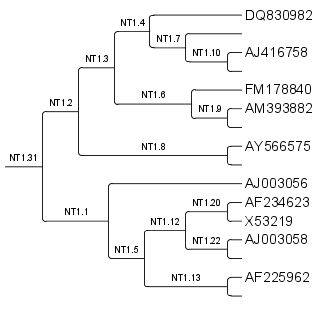 DQ830982
NT1.4
NT1.7
NT1.10
AJ416758
NT1.3
FM178840
NT1.6
NT1.9
AM393882
NT1.2
NT1.8
AY566575
NT1.31
AJ003056
NT1.1
NT1.20
AF234623
NT1.12
X53219
NT1.22
AJ003058
NT1.5
NT1.13
AF225962